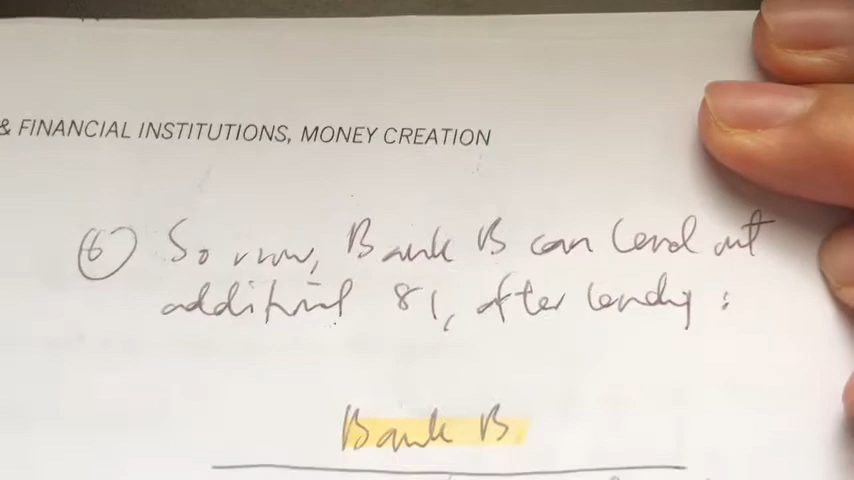 & FINANCIAL INSTITUTIONS, MONEY CREATION
⑥ So now, Bank B can lend out
additional 81, after lending :
Bank B